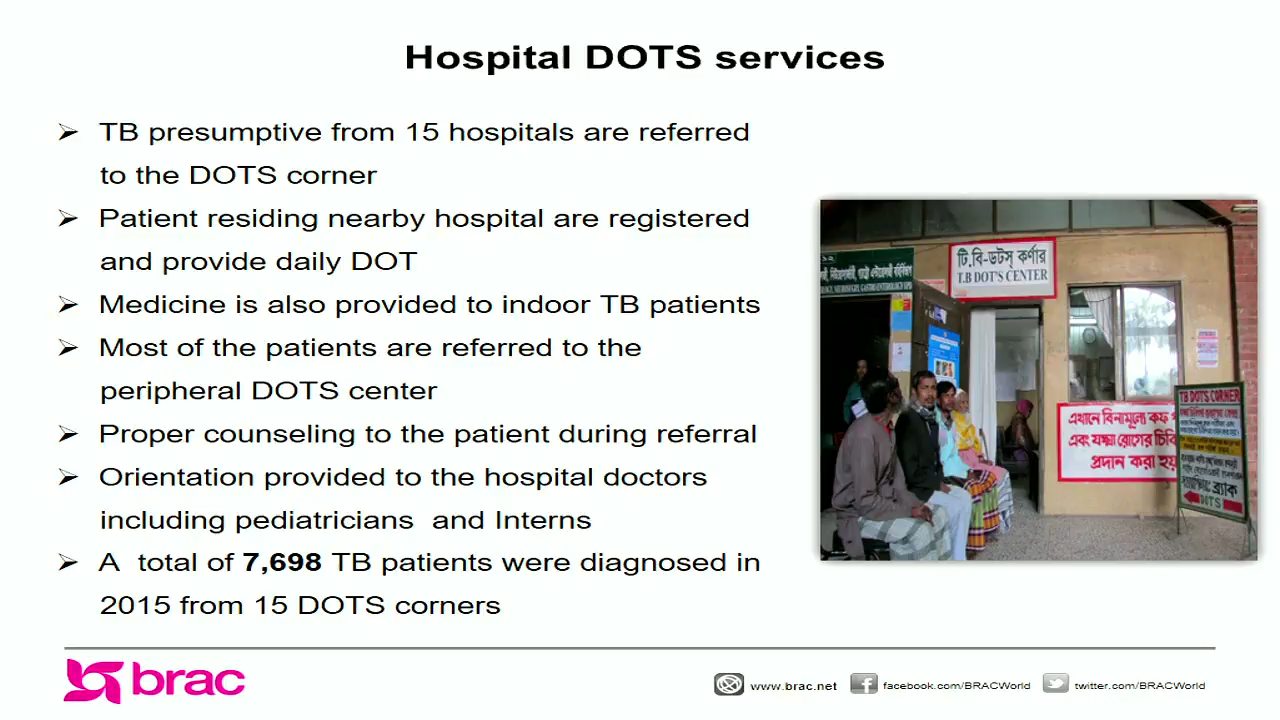 Hospital DOTS services
➢ TB presumptive from 15 hospitals are referred
to the DOTS corner
➢ Patient residing nearby hospital are registered
and provide daily DOT
➢ Medicine is also provided to indoor TB patients
➢ Most of the patients are referred to the
peripheral DOTS center
➢ Proper counseling to the patient during referral
➢ Orientation provided to the hospital doctors
including pediatricians and Interns
➢ A total of 7,698 TB patients were diagnosed in
2015 from 15 DOTS corners
টি.বি-ডটস্ কর্ণার
T.B DOT'S CENTER
এখানে বিনামূল্যে কফ
এবং যক্ষ্মা রোগের
প্রদান করা হয়
TB DOTS CORNER
ব্র্যাক
DOTS
brac
www.brac.net
facebook.com/BRACWorld
twitter.com/BRACWorld